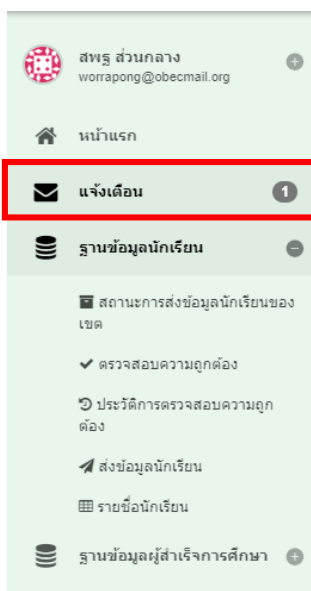 สพฐ ส่วนกลาง
worrapong@obecmail.org
หน้าแรก
แจ้งเตือน 1
ฐานข้อมูลนักเรียน
สถานะการส่งข้อมูลนักเรียนของ
เขต
ตรวจสอบความถูกต้อง
ประวัติการตรวจสอบความถูก
ต้อง
ส่งข้อมูลนักเรียน
รายชื่อนักเรียน
ฐานข้อมูลผู้สำเร็จการศึกษา